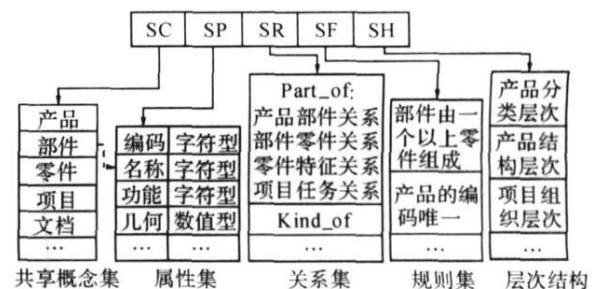 SC SP SR SF SH
产品
部件
零件
项目
文档
…
共享概念集
编码 字符型
名称 字符型
功能 字符型
几何 数值型
… …
属性集
Part_of:
产品部件关系
部件零件关系
零件特征关系
项目任务关系
Kind_of
…
关系集
部件由一
个以上零
件组成
产品的编
码唯一
…
规则集
产品分
类层次
产品结
构层次
项目组
织层次
…
层次结构